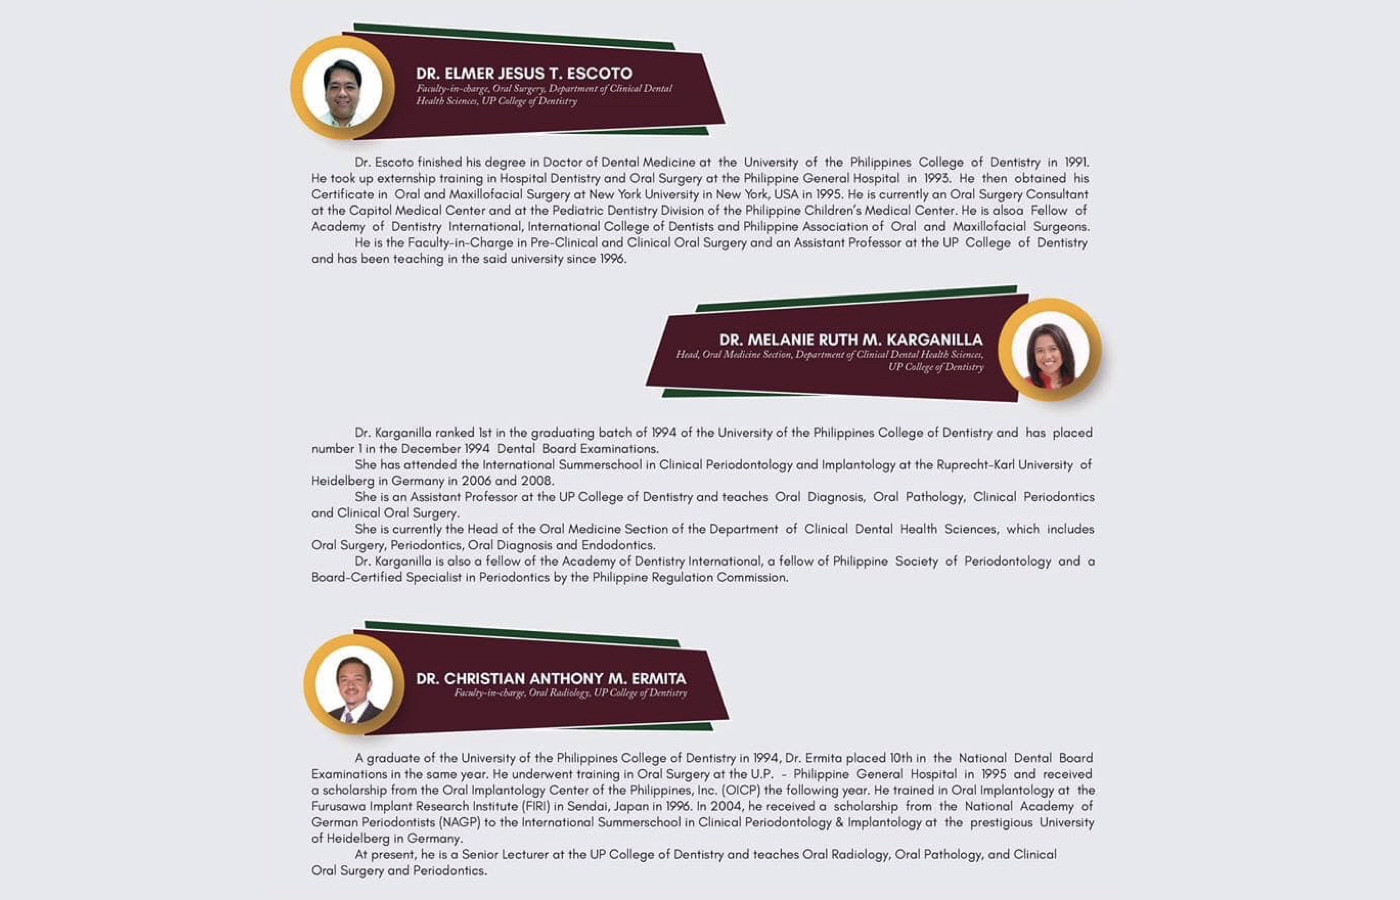 DR. ELMER JESUS T. ESCOTO
Faculty-in-charge, Oral Surgery, Department of Clinical Dental
Health Sciences, UP College of Dentistry
Dr. Escoto finished his degree in Doctor of Dental Medicine at the University of the Philippines College of Dentistry in 1991.
He took up externship training in Hospital Dentistry and Oral Surgery at the Philippine General Hospital in 1993. He then obtained his
Certificate in Oral and Maxillofacial Surgery at New York University in New York, USA in 1995. He is currently an Oral Surgery Consultant
at the Capitol Medical Center and at the Pediatric Dentistry Division of the Philippine Children's Medical Center. He is alsoa Fellow of
Academy of Dentistry International, International College of Dentists and Philippine Association of Oral and Maxillofacial Surgeons.
He is the Faculty-in-Charge in Pre-Clinical and Clinical Oral Surgery and an Assistant Professor at the UP College of Dentistry
and has been teaching in the said university since 1996.
DR. MELANIE RUTH M. KARGANILLA
Head, Oral Medicine Section, Department of Clinical Dental Health Sciences,
UP College of Dentistry
Dr. Karganilla ranked 1st in the graduating batch of 1994 of the University of the Philippines College of Dentistry and has placed
number 1 in the December 1994 Dental Board Examinations.
She has attended the International Summerschool in Clinical Periodontology and Implantology at the Ruprecht-Karl University of
Heidelberg in Germany in 2006 and 2008.
She is an Assistant Professor at the UP College of Dentistry and teaches Oral Diagnosis, Oral Pathology, Clinical Periodontics
and Clinical Oral Surgery.
She is currently the Head of the Oral Medicine Section of the Department of Clinical Dental Health Sciences, which includes
Oral Surgery, Periodontics, Oral Diagnosis and Endodontics.
Dr. Karganilla is also a fellow of the Academy of Dentistry International, a fellow of Philippine Society of Periodontology and a
Board-Certified Specialist in Periodontics by the Philippine Regulation Commission.
DR. CHRISTIAN ANTHONY M. ERMITA
Faculty-in-charge, Oral Radiology, UP College of Dentistry
A graduate of the University of the Philippines College of Dentistry in 1994, Dr. Ermita placed 10th in the National Dental Board
Examinations in the same year. He underwent training in Oral Surgery at the U.P. - Philippine General Hospital in 1995 and received
a scholarship from the Oral Implantology Center of the Philippines, Inc. (OICP) the following year. He trained in Oral Implantology at the
Furusawa Implant Research Institute (FIRI) in Sendai, Japan in 1996. In 2004, he received a scholarship from the National Academy of
German Periodontists (NAGP) to the International Summerschool in Clinical Periodontology & Implantology at the prestigious University
of Heidelberg in Germany.
At present, he is a Senior Lecturer at the UP College of Dentistry and teaches Oral Radiology, Oral Pathology, and Clinical
Oral Surgery and Periodontics.